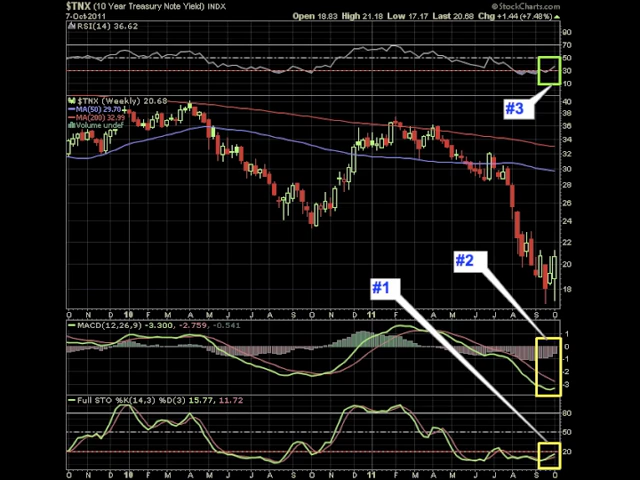 $TNX (10 Year Treasury Note Yield) INDX
© StockCharts.com
7-Oct-2011
Open 18.83 High 21.18 Low 17.17 Last 20.68 Chg +1.44 (+7.48%)
RSI(14) 36.62
90
70
50
30
10
#3
$TNX (Weekly) 20.68
MA(50) 29.70
MA(200) 32.99
Volume undef
40
38
36
34
32
30
28
26
24
22
20
18
#2
#1
O N D 10 F M A M J J A S O N D 11 F M A M J J A S O
MACD(12,26,9) -3.300, -2.759, -0.541
1
0
-1
-2
-3
Full STO %K(14,3) %D(3) 15.77, 11.72
80
50
20
O N D 10 F M A M J J A S O N D 11 F M A M J J A S O